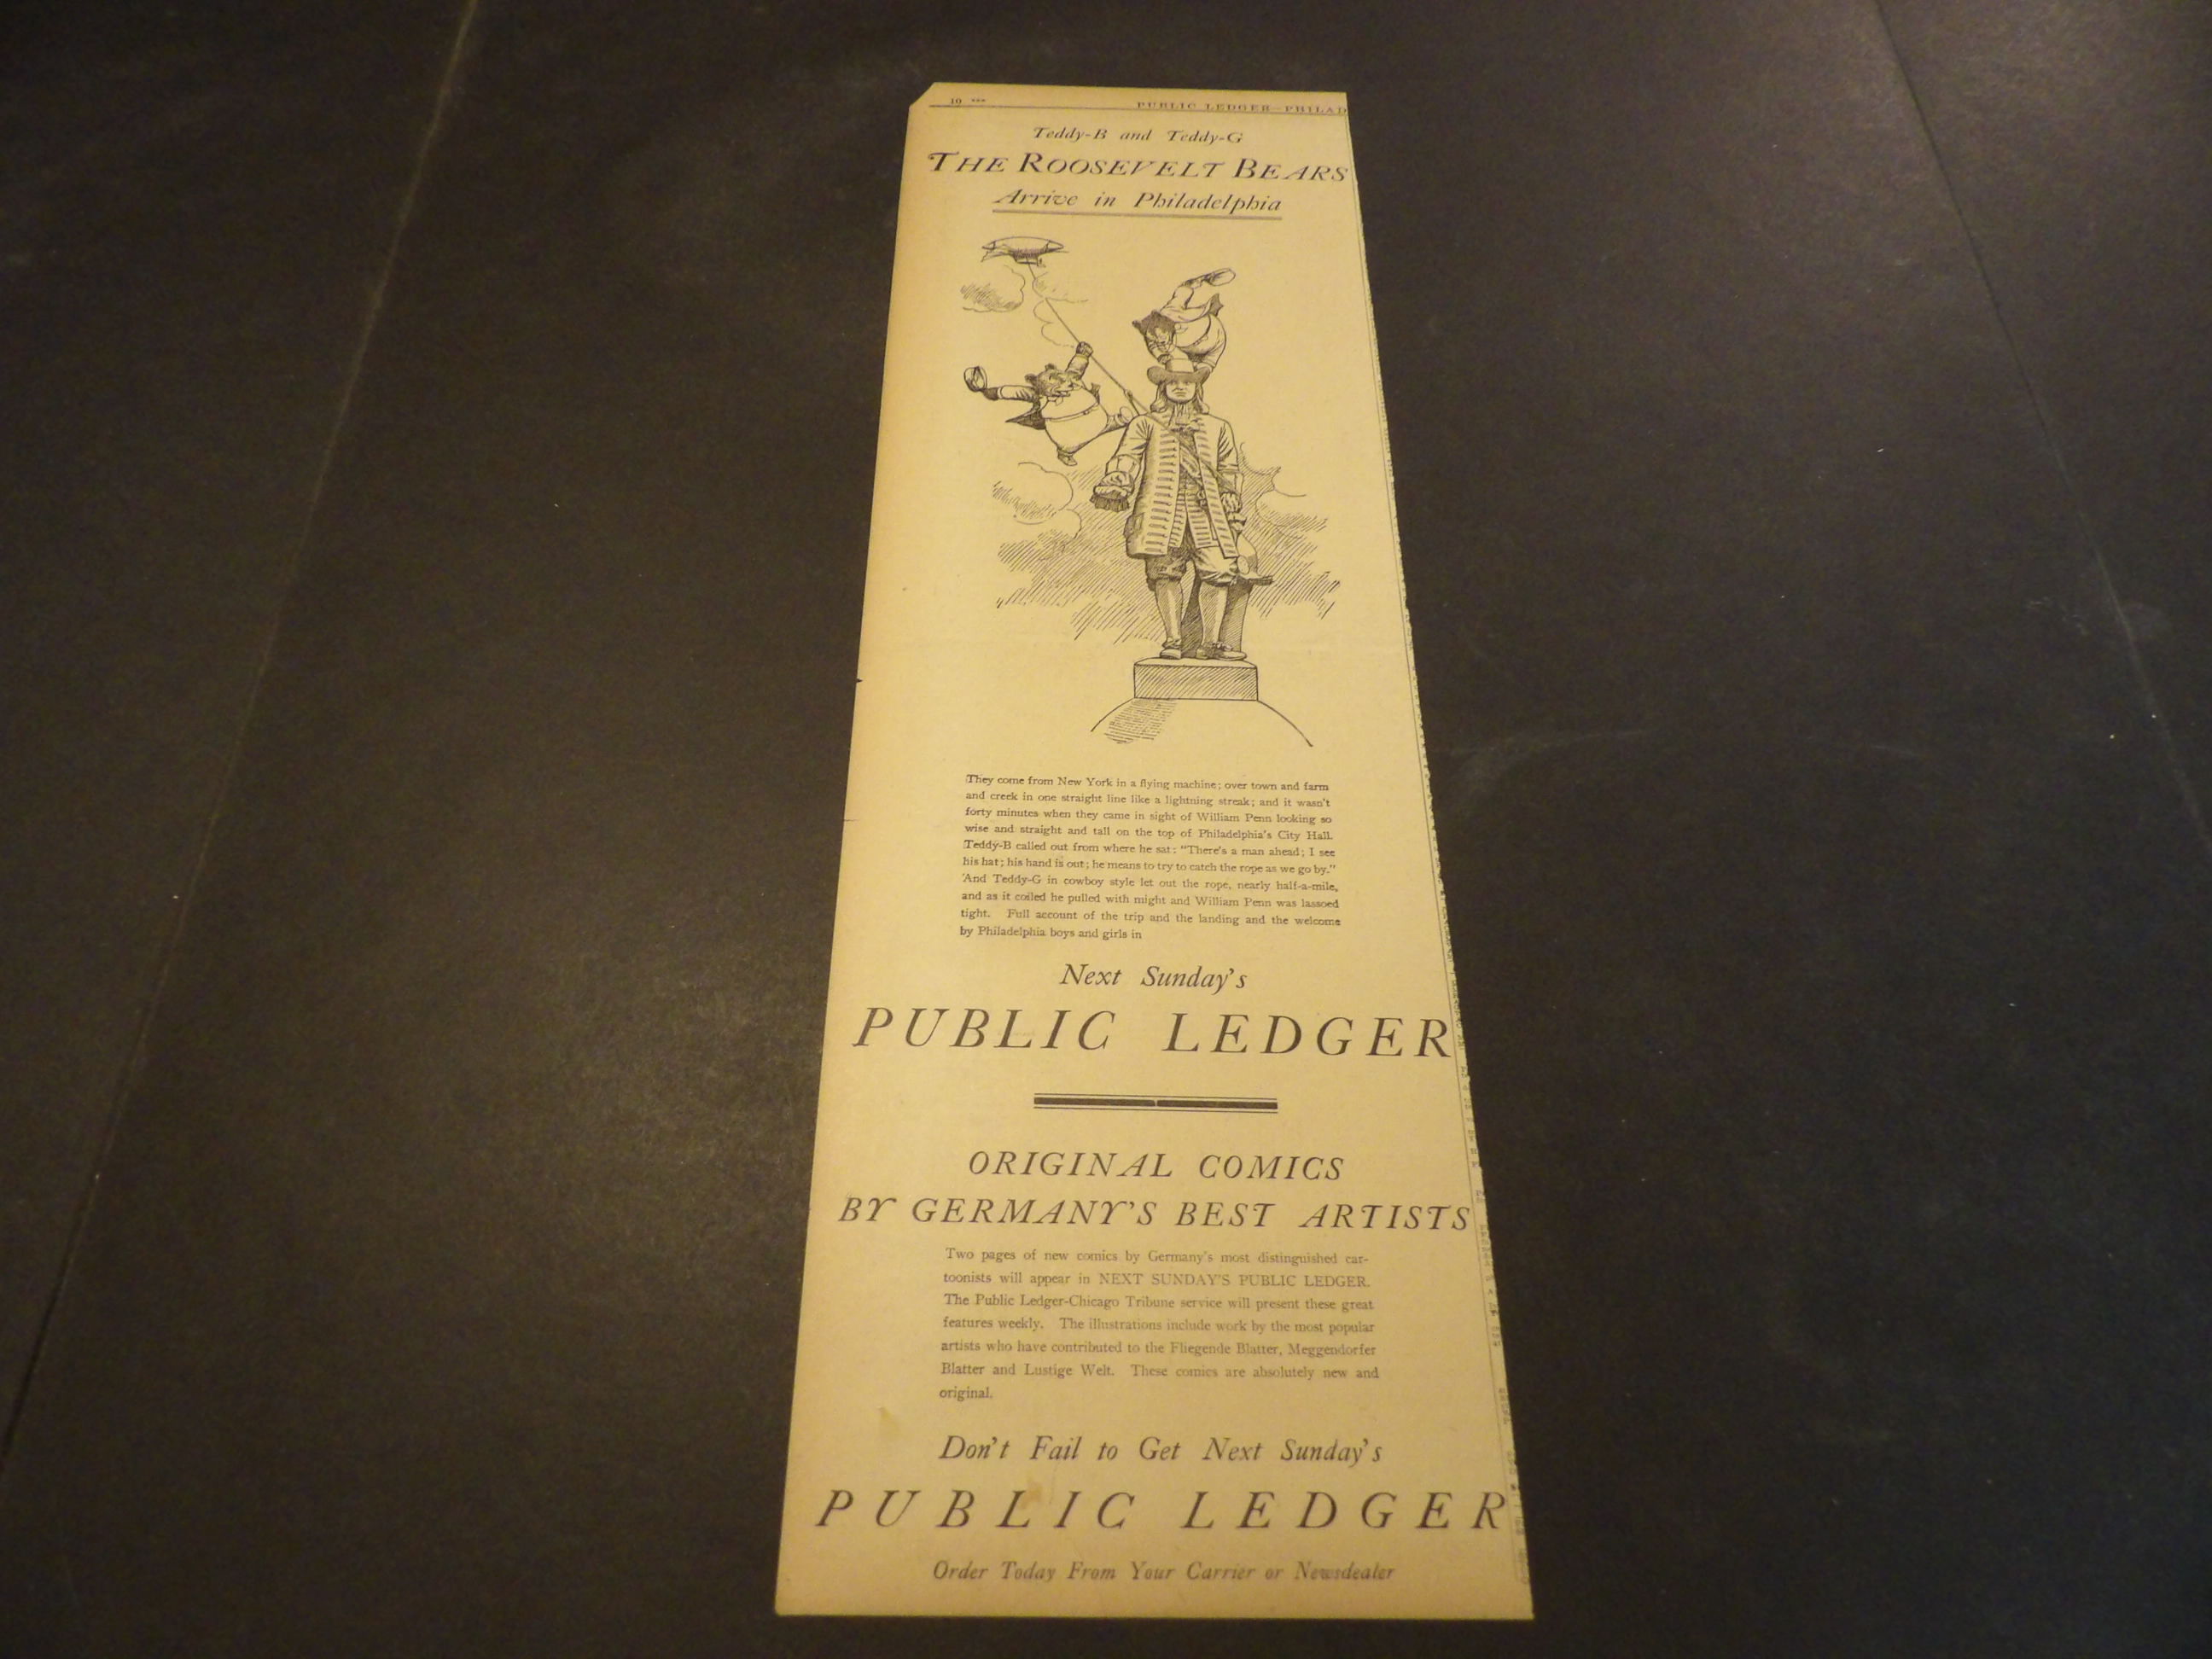 10 ***
PUBLIC LEDGER—PHILAD
Teddy-B and Teddy-G
THE ROOSEVELT BEARS
Arrive in Philadelphia
They come from New York in a flying machine; over town and farm
and creek in one straight line like a lightning streak; and it wasn't
forty minutes when they came in sight of William Penn looking so
wise and straight and tall on the top of Philadelphia's City Hall.
Teddy-B called out from where he sat: "There's a man ahead; I see
his hat; his hand is out; he means to try to catch the rope as we go by."
And Teddy-G in cowboy style let out the rope, nearly half-a-mile,
and as it coiled he pulled with might and William Penn was lassoed
tight. Full account of the trip and the landing and the welcome
by Philadelphia boys and girls in
Next Sunday's
PUBLIC LEDGER
ORIGINAL COMICS
BY GERMANY'S BEST ARTISTS
Two pages of new comics by Germany's most distinguished car-
toonists will appear in NEXT SUNDAY'S PUBLIC LEDGER.
The Public Ledger-Chicago Tribune service will present these great
features weekly. The illustrations include work by the most popular
artists who have contributed to the Fliegende Blatter, Meggendorfer
Blatter and Lustige Welt. These comics are absolutely new and
original.
Don't Fail to Get Next Sunday's
PUBLIC LEDGER
Order Today From Your Carrier or Newsdealer